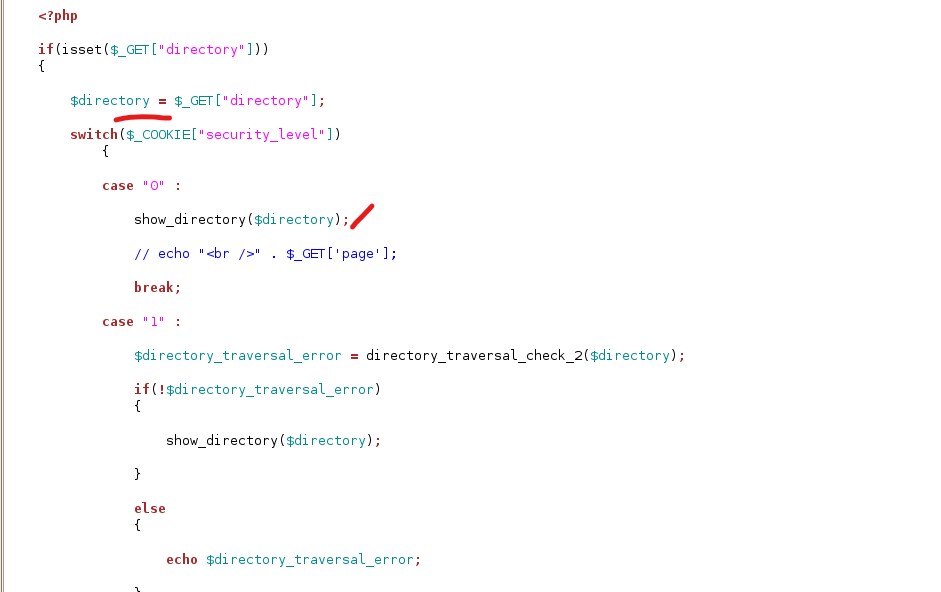 <?php
if(isset($_GET["directory"]))
{
$directory = $_GET["directory"];
switch($_COOKIE["security_level"])
{
case "0" :
show_directory($directory);
// echo "<br />" . $_GET['page'];
break;
case "1" :
$directory_traversal_error = directory_traversal_check_2($directory);
if(!$directory_traversal_error)
{
show_directory($directory);
}
else
{
echo $directory_traversal_error;
}